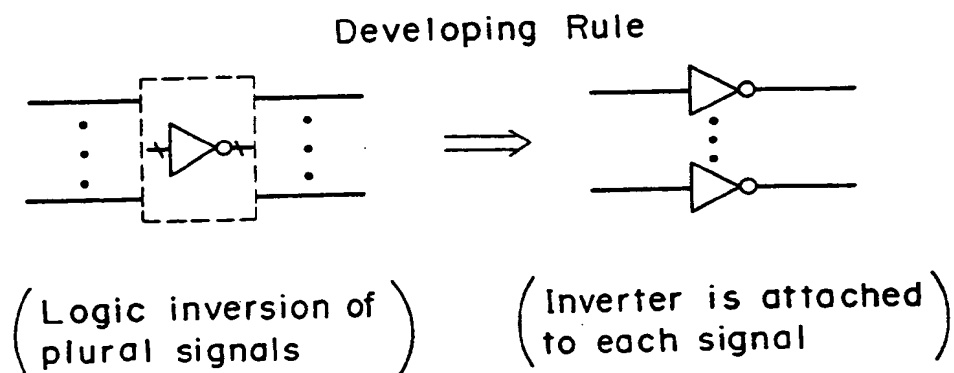 Developing Rule
(Logic inversion of
plural signals)
(Inverter is attached
to each signal)